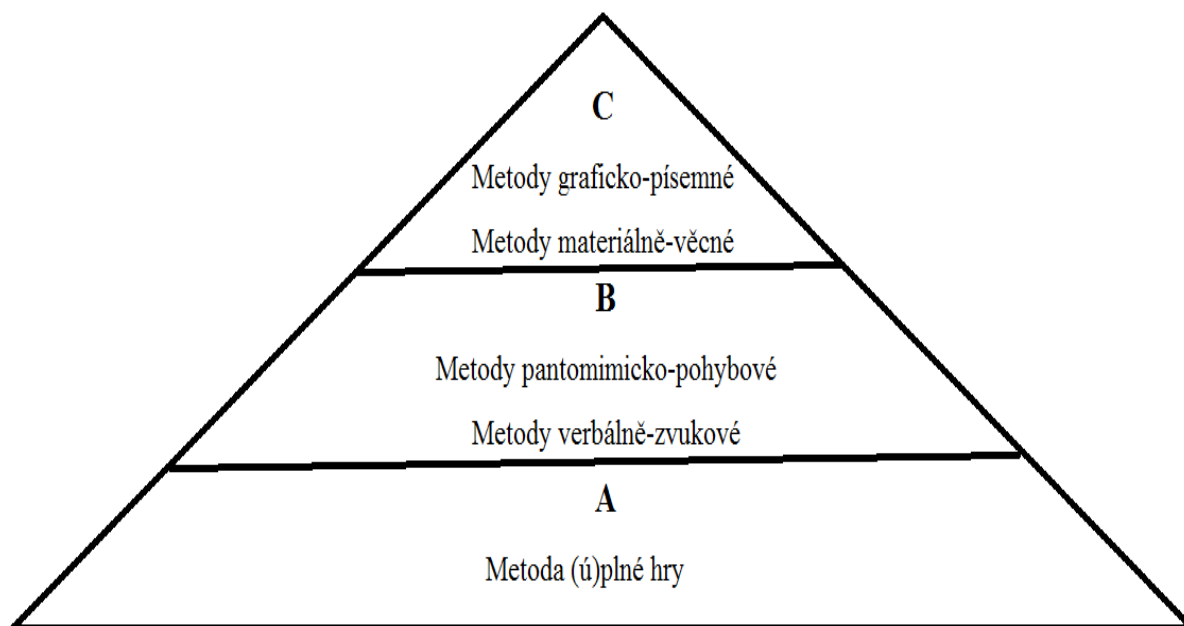 C
Metody graficko-písemné
Metody materiálně-věcné
B
Metody pantomimicko-pohybové
Metody verbálně-zvukové
A
Metoda (ú)plné hry